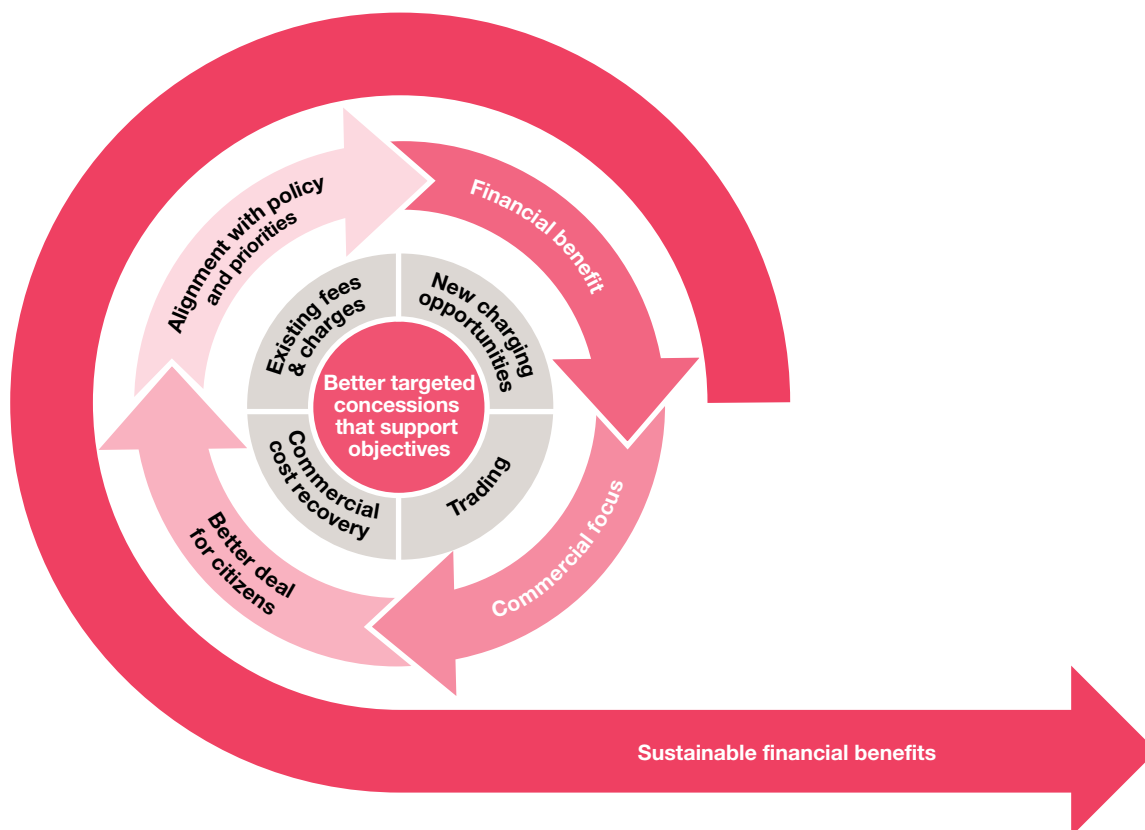 Alignment with policy
and priorities
Financial benefit
Existing fees
& charges
New charging
opportunities
Better targeted
concessions
that support
objectives
Commercial
cost recovery
Trading
Better deal
for citizens
Commercial focus
Sustainable financial benefits